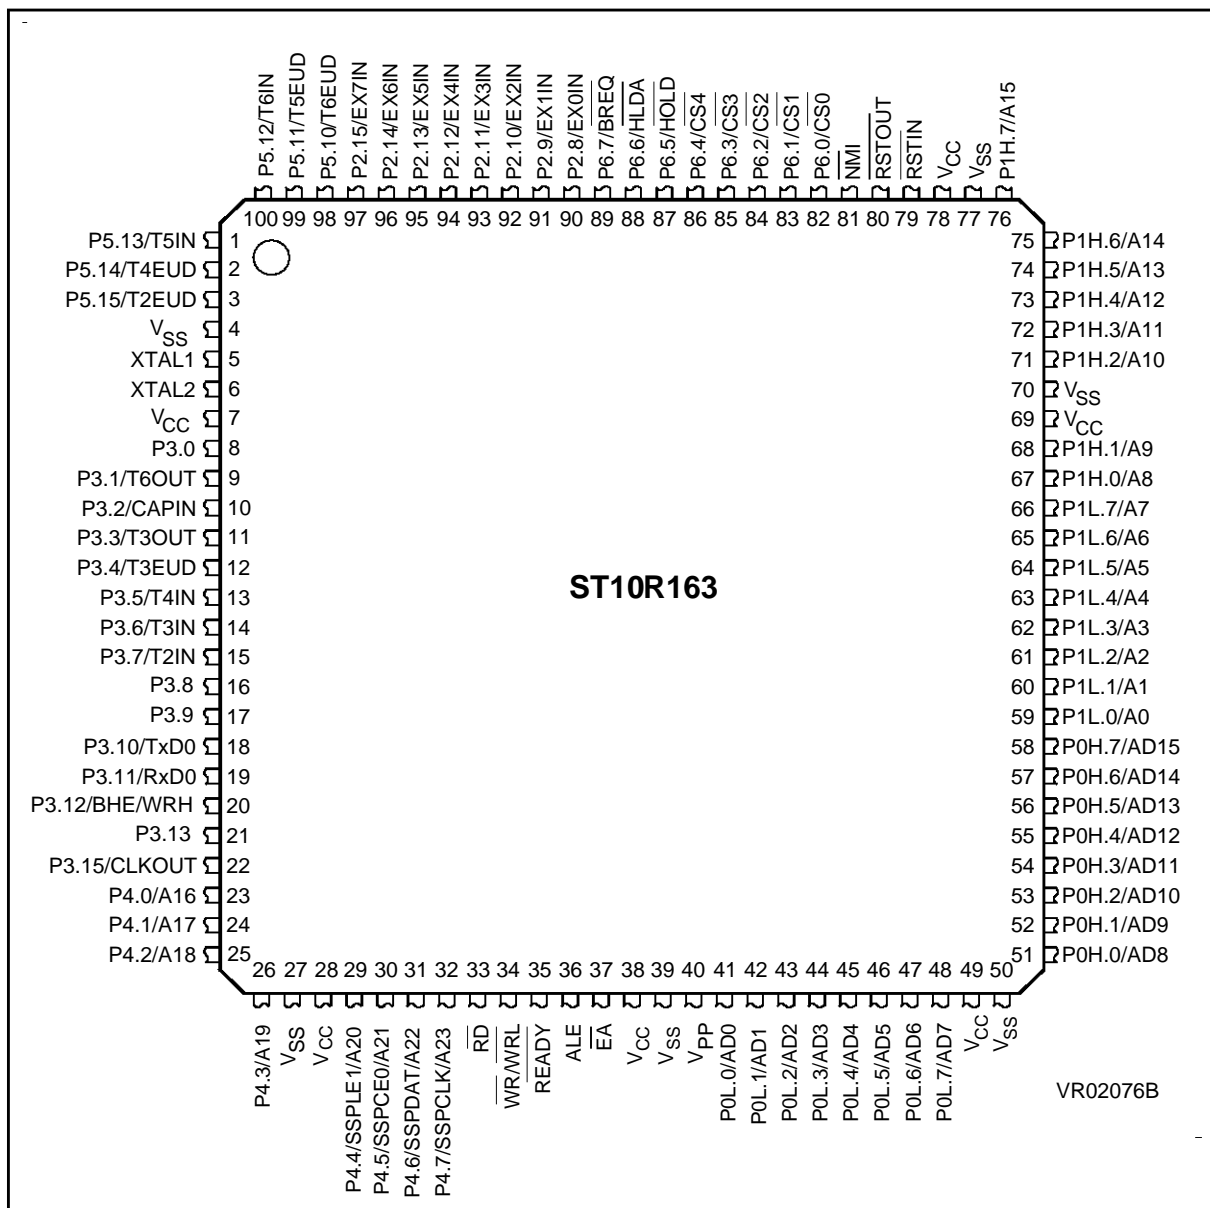 P5.12/T6IN
P5.11/T5EUD
P5.10/T6EUD
P2.15/EX7IN
P2.14/EX6IN
P2.13/EX5IN
P2.12/EX4IN
P2.11/EX3IN
P2.10/EX2IN
P2.9/EX1IN
P2.8/EX0IN
P6.7/BREQ
P6.6/HLDA
P6.5/HOLD
P6.4/CS4
P6.3/CS3
P6.2/CS2
P6.1/CS1
P6.0/CS0
NMI
RSTOUT
RSTIN
VCC
VSS
P1H.7/A15
100 99 98 97 96 95 94 93 92 91 90 89 88 87 86 85 84 83 82 81 80 79 78 77 76
P5.13/T5IN 1
P5.14/T4EUD 2
P5.15/T2EUD 3
VSS 4
XTAL1 5
XTAL2 6
VCC 7
P3.0 8
P3.1/T6OUT 9
P3.2/CAPIN 10
P3.3/T3OUT 11
P3.4/T3EUD 12
P3.5/T4IN 13
P3.6/T3IN 14
P3.7/T2IN 15
P3.8 16
P3.9 17
P3.10/TxD0 18
P3.11/RxD0 19
P3.12/BHE/WRH 20
P3.13 21
P3.15/CLKOUT 22
P4.0/A16 23
P4.1/A17 24
P4.2/A18 25
ST10R163
75 P1H.6/A14
74 P1H.5/A13
73 P1H.4/A12
72 P1H.3/A11
71 P1H.2/A10
70 VSS
69 VCC
68 P1H.1/A9
67 P1H.0/A8
66 P1L.7/A7
65 P1L.6/A6
64 P1L.5/A5
63 P1L.4/A4
62 P1L.3/A3
61 P1L.2/A2
60 P1L.1/A1
59 P1L.0/A0
58 P0H.7/AD15
57 P0H.6/AD14
56 P0H.5/AD13
55 P0H.4/AD12
54 P0H.3/AD11
53 P0H.2/AD10
52 P0H.1/AD9
51 P0H.0/AD8
26 27 28 29 30 31 32 33 34 35 36 37 38 39 40 41 42 43 44 45 46 47 48 49 50
P4.3/A19
VSS
VCC
P4.4/SSPLE1/A20
P4.5/SSPCE0/A21
P4.6/SSPDAT/A22
P4.7/SSPCLK/A23
RD
WR/WRL
READY
ALE
EA
VCC
VSS
VPP
P0L.0/AD0
P0L.1/AD1
P0L.2/AD2
P0L.3/AD3
P0L.4/AD4
P0L.5/AD5
P0L.6/AD6
P0L.7/AD7
VCC
VSS
VR02076B